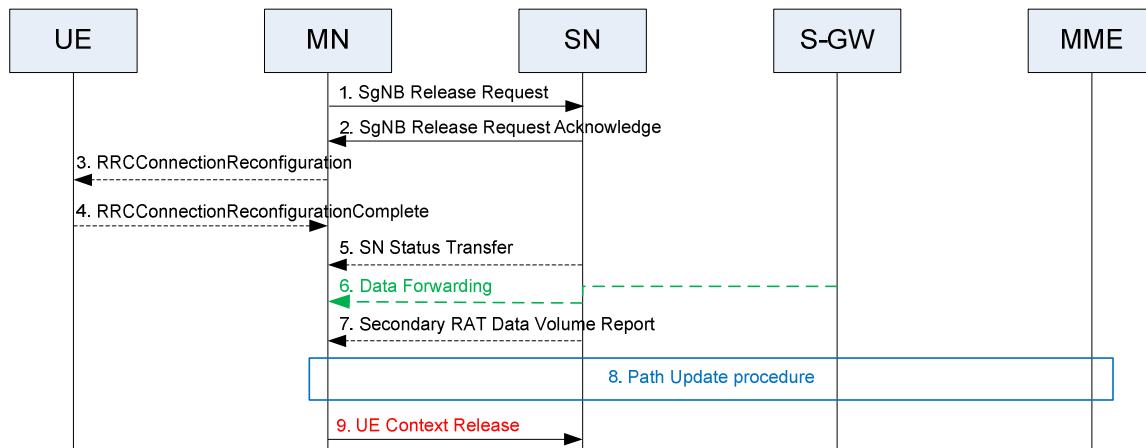 UE
MN
SN
S-GW
MME
1. SgNB Release Request
2. SgNB Release Request Acknowledge
3. RRCConnectionReconfiguration
4. RRCConnectionReconfigurationComplete
5. SN Status Transfer
6. Data Forwarding
7. Secondary RAT Data Volume Report
8. Path Update procedure
9. UE Context Release